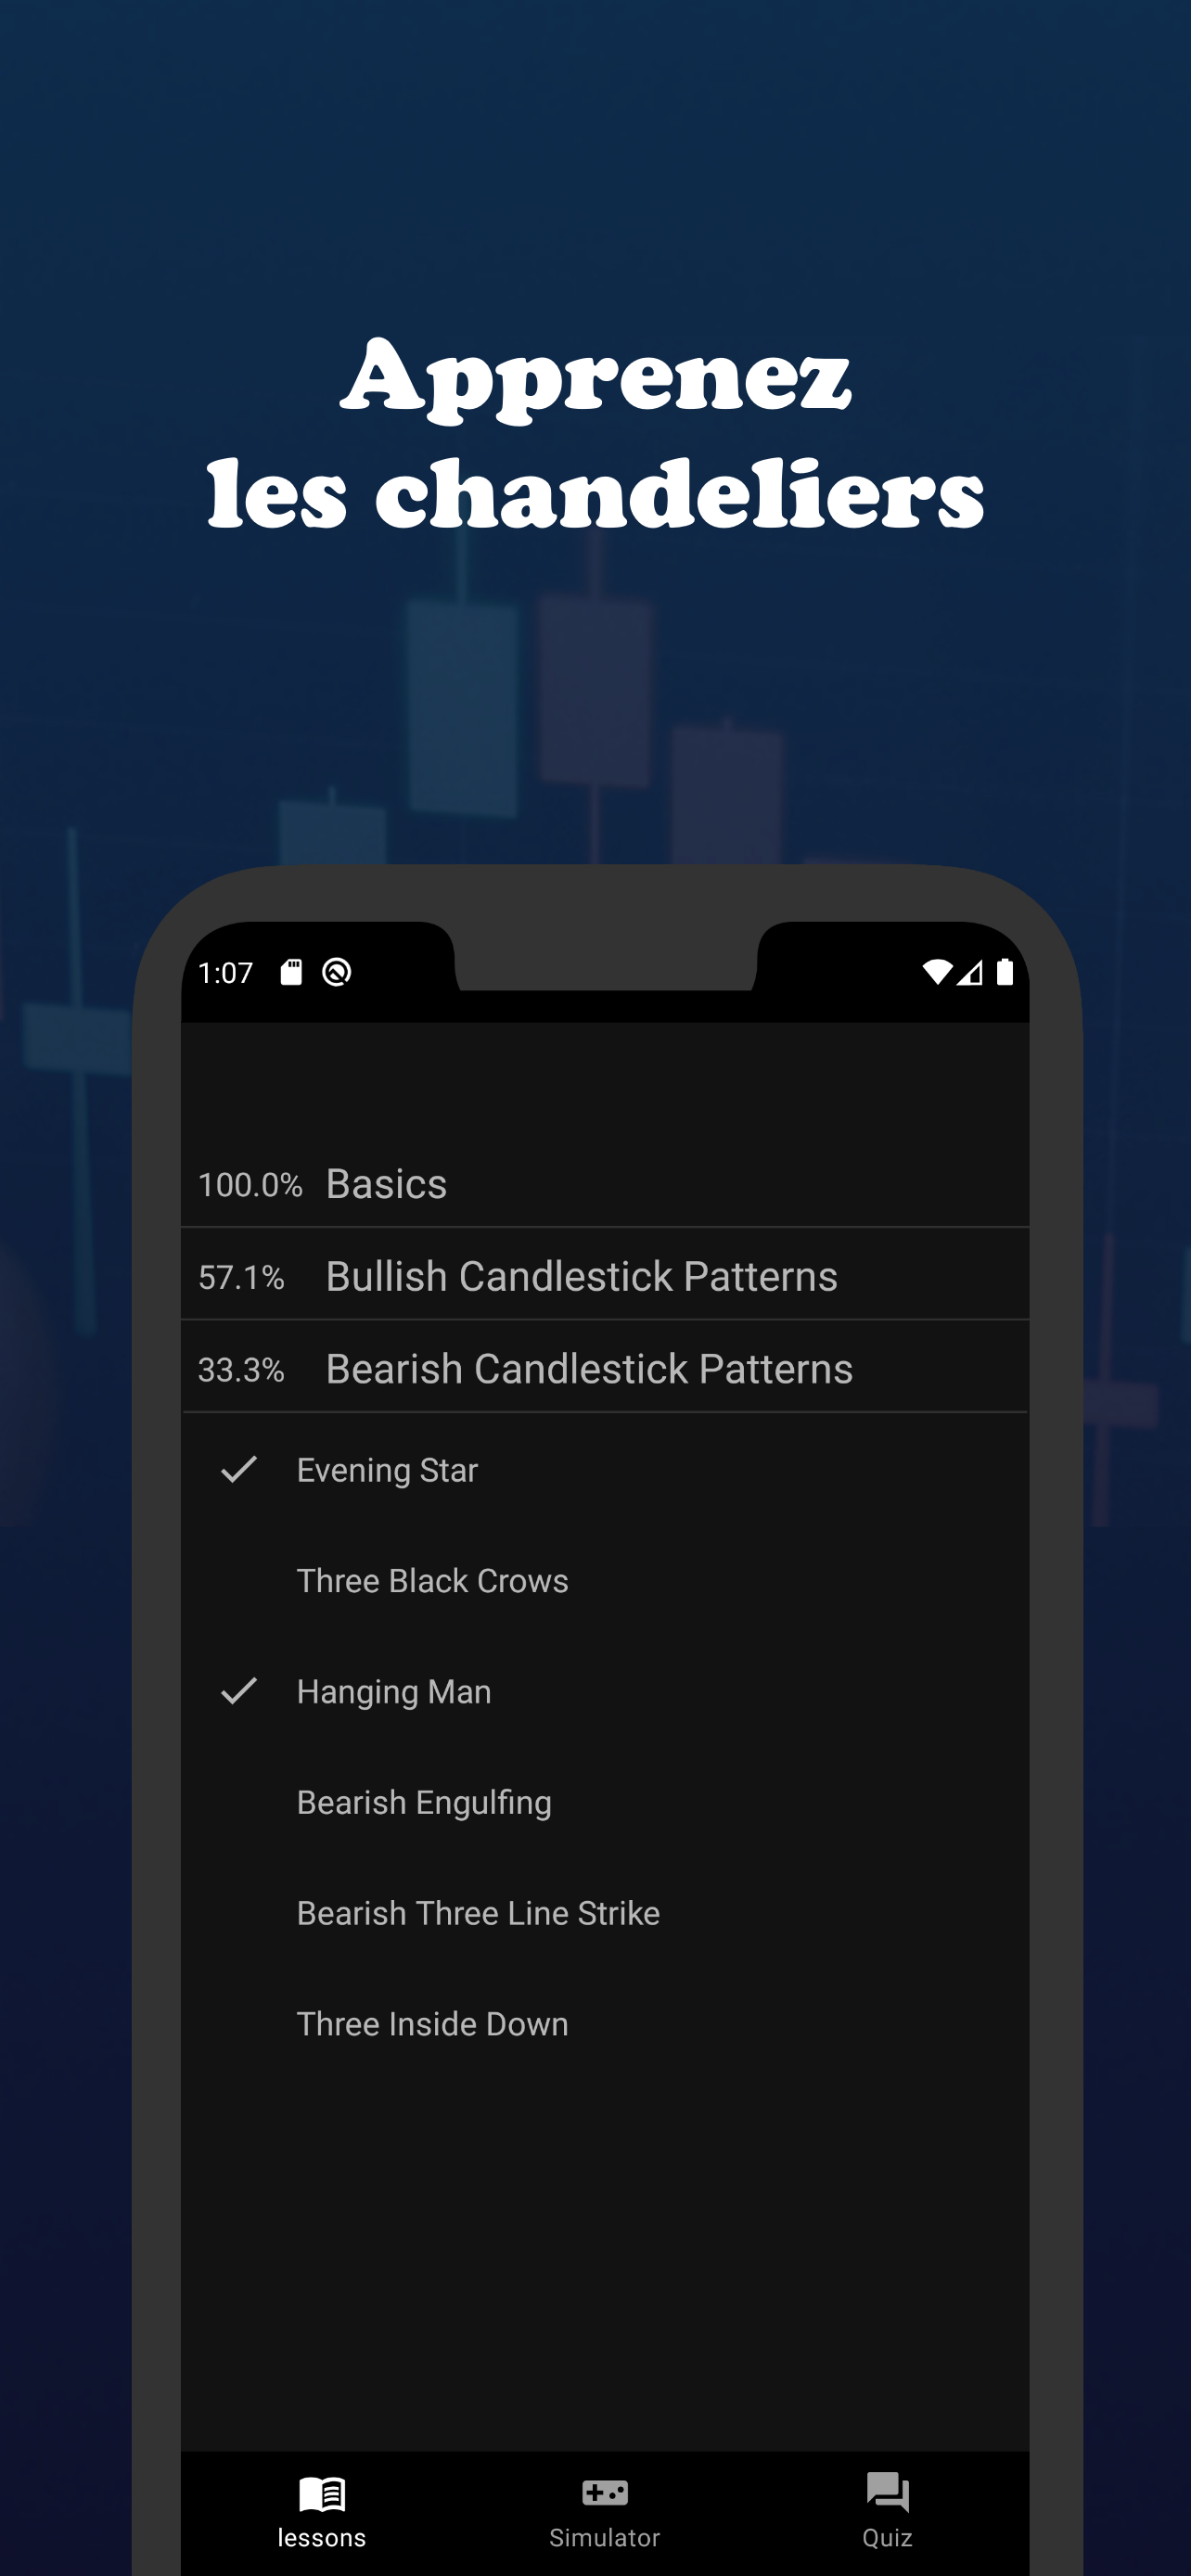 Apprenez
les chandeliers
1:07
100.0% Basics
57.1% Bullish Candlestick Patterns
33.3% Bearish Candlestick Patterns
Evening Star
Three Black Crows
Hanging Man
Bearish Engulfing
Bearish Three Line Strike
Three Inside Down
lessons Simulator Quiz